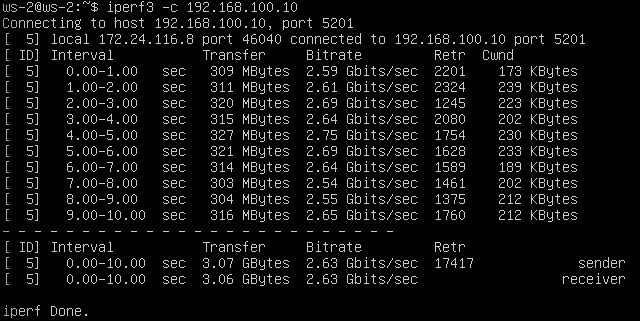 ws-2@ws-2:~$ iperf3 -c 192.168.100.10
Connecting to host 192.168.100.10, port 5201
[  5] local 172.24.116.8 port 46040 connected to 192.168.100.10 port 5201
[ ID] Interval           Transfer     Bitrate         Retr  Cwnd
[  5]   0.00-1.00   sec   309 MBytes  2.59 Gbits/sec  2201    173 KBytes
[  5]   1.00-2.00   sec   311 MBytes  2.61 Gbits/sec  2324    239 KBytes
[  5]   2.00-3.00   sec   320 MBytes  2.69 Gbits/sec  1245    223 KBytes
[  5]   3.00-4.00   sec   315 MBytes  2.64 Gbits/sec  2080    202 KBytes
[  5]   4.00-5.00   sec   327 MBytes  2.75 Gbits/sec  1754    230 KBytes
[  5]   5.00-6.00   sec   321 MBytes  2.69 Gbits/sec  1628    233 KBytes
[  5]   6.00-7.00   sec   314 MBytes  2.64 Gbits/sec  1589    189 KBytes
[  5]   7.00-8.00   sec   303 MBytes  2.54 Gbits/sec  1461    202 KBytes
[  5]   8.00-9.00   sec   304 MBytes  2.55 Gbits/sec  1375    212 KBytes
[  5]   9.00-10.00  sec   316 MBytes  2.65 Gbits/sec  1760    212 KBytes
- - - - - - - - - - - - - - - - - - - - - - - - -
[ ID] Interval           Transfer     Bitrate         Retr
[  5]   0.00-10.00  sec  3.07 GBytes  2.63 Gbits/sec  17417             sender
[  5]   0.00-10.00  sec  3.06 GBytes  2.63 Gbits/sec                  receiver
iperf Done.